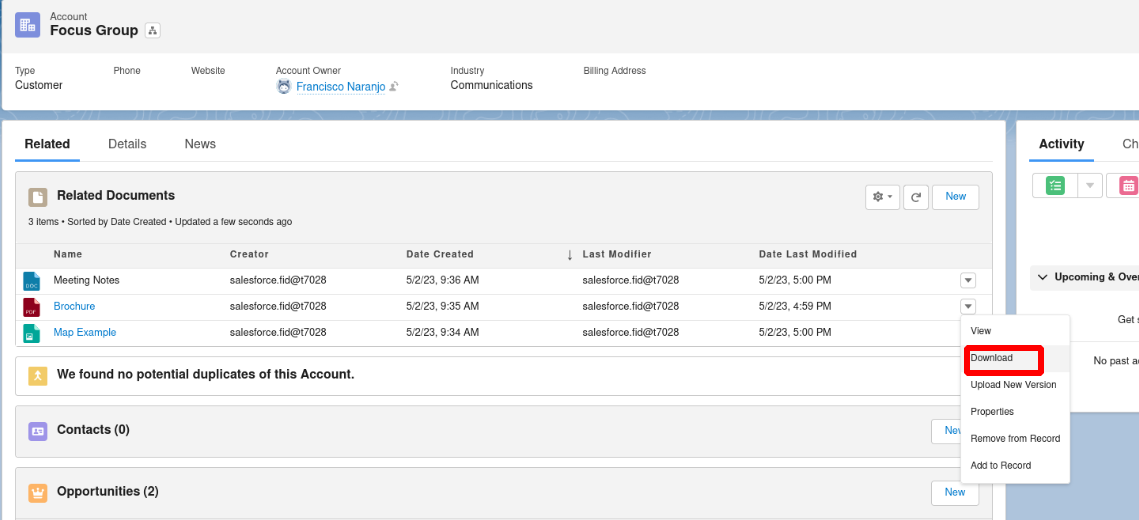 Account
Focus Group
Type Phone Website Account Owner Industry Billing Address
Customer Francisco Naranjo Communications
Related Details News
Activity Ch
Related Documents
New
3 items • Sorted by Date Created • Updated a few seconds ago
Name Creator Date Created Last Modifier Date Last Modified
DOC Meeting Notes salesforce.fid@t7028 5/2/23, 9:36 AM salesforce.fid@t7028 5/2/23, 5:00 PM
PDF Brochure salesforce.fid@t7028 5/2/23, 9:35 AM salesforce.fid@t7028 5/2/23, 4:59 PM
Map Example salesforce.fid@t7028 5/2/23, 9:34 AM salesforce.fid@t7028 5/2/23, 5:00 PM
View
Download
Upload New Version
Properties
Remove from Record
Add to Record
We found no potential duplicates of this Account.
Contacts (0)
New
Opportunities (2)
New
Upcoming & Over
Get s
No past a